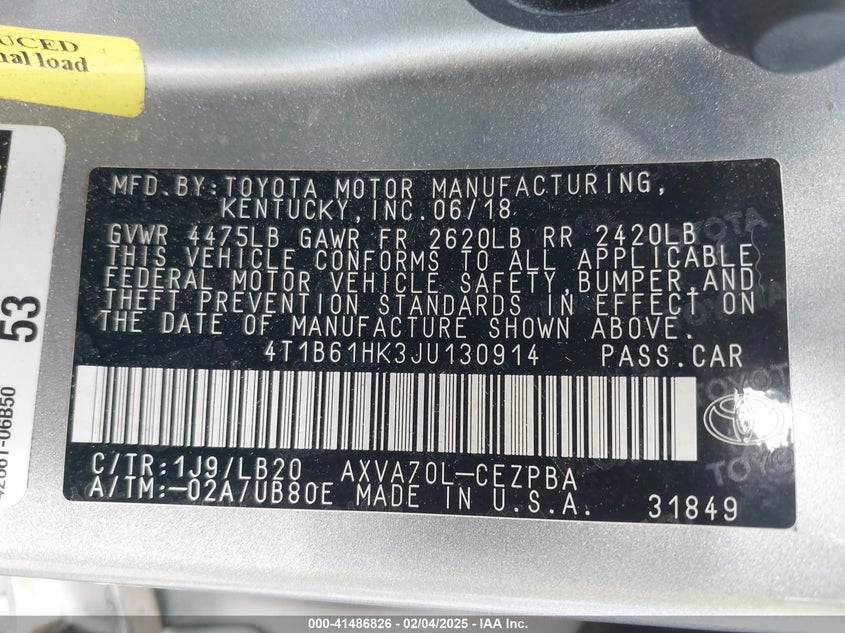 UCED
nal load
53
42661-06B50
MFD.BY:TOYOTA MOTOR MANUFACTURING,
KENTUCKY,INC.06/18
GVWR 4475LB GAWR FR 2620LB RR 2420LB
THIS VEHICLE CONFORMS TO ALL APPLICABLE
FEDERAL MOTOR VEHICLE SAFETY,BUMPER,AND
THEFT PREVENTION STANDARDS IN EFFECT ON
THE DATE OF MANUFACTURE SHOWN ABOVE.
4T1B61HK3JU130914 PASS.CAR
C/TR:1J9/LB20 AXVA70L-CEZPBA
A/TM:-02A/UB80E MADE IN U.S.A. 31849
000-41486826 - 02/04/2025 - IAA Inc.